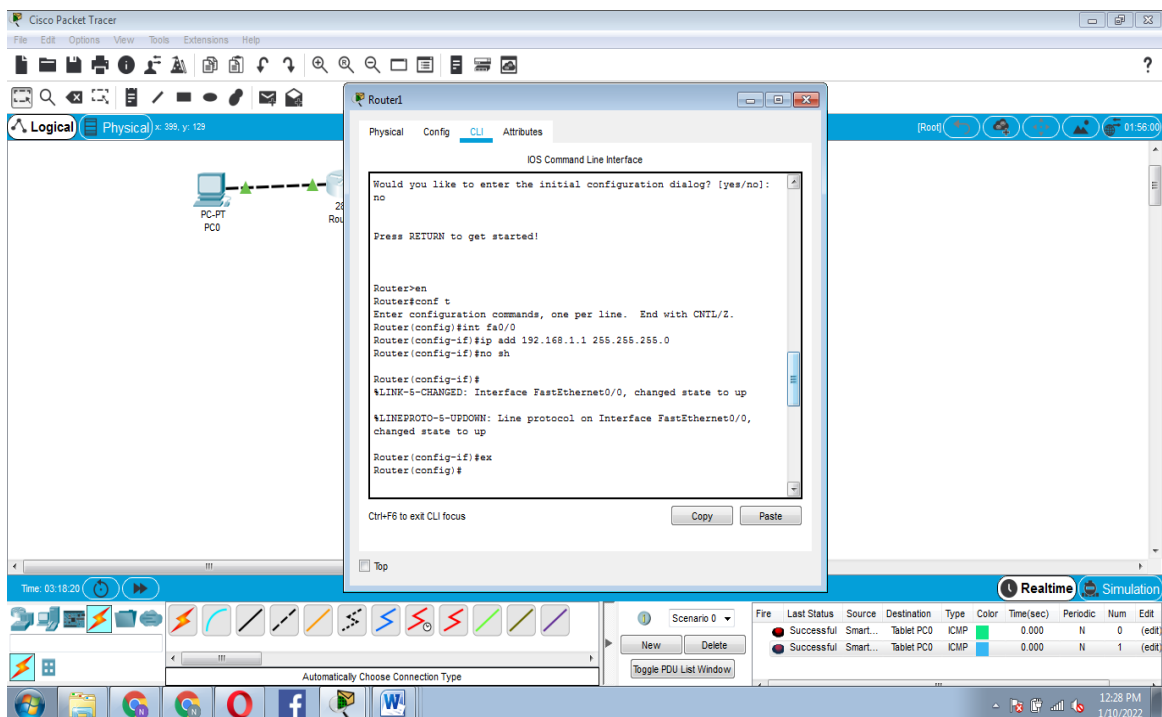 Cisco Packet Tracer
File Edit Options View Tools Extensions Help
?
Logical Physical x: 399, y: 129 [Root] 01:56:00
PC-PT
PC0
28
Rou
Router1
Physical Config CLI Attributes
IOS Command Line Interface
Would you like to enter the initial configuration dialog? [yes/no]:
no
Press RETURN to get started!
Router>en
Router#conf t
Enter configuration commands, one per line.  End with CNTL/Z.
Router(config)#int fa0/0
Router(config-if)#ip add 192.168.1.1 255.255.255.0
Router(config-if)#no sh
Router(config-if)#
%LINK-5-CHANGED: Interface FastEthernet0/0, changed state to up
%LINEPROTO-5-UPDOWN: Line protocol on Interface FastEthernet0/0,
changed state to up
Router(config-if)#ex
Router(config)#
Ctrl+F6 to exit CLI focus Copy Paste
Top
Time: 03:18:20 Realtime Simulation
Scenario 0
New Delete
Toggle PDU List Window
Fire Last Status Source Destination Type Color Time(sec) Periodic Num Edit
Successful Smart... Tablet PC0 ICMP 0.000 N 0 (edit)
Successful Smart... Tablet PC0 ICMP 0.000 N 1 (edit)
Automatically Choose Connection Type
12:28 PM
1/10/2022